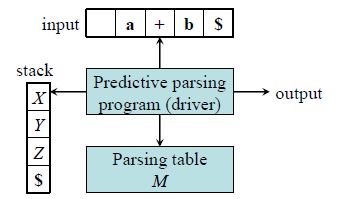 input a + b $
stack
Predictive parsing
program (driver)
output
X
Y
Z
$
Parsing table
M